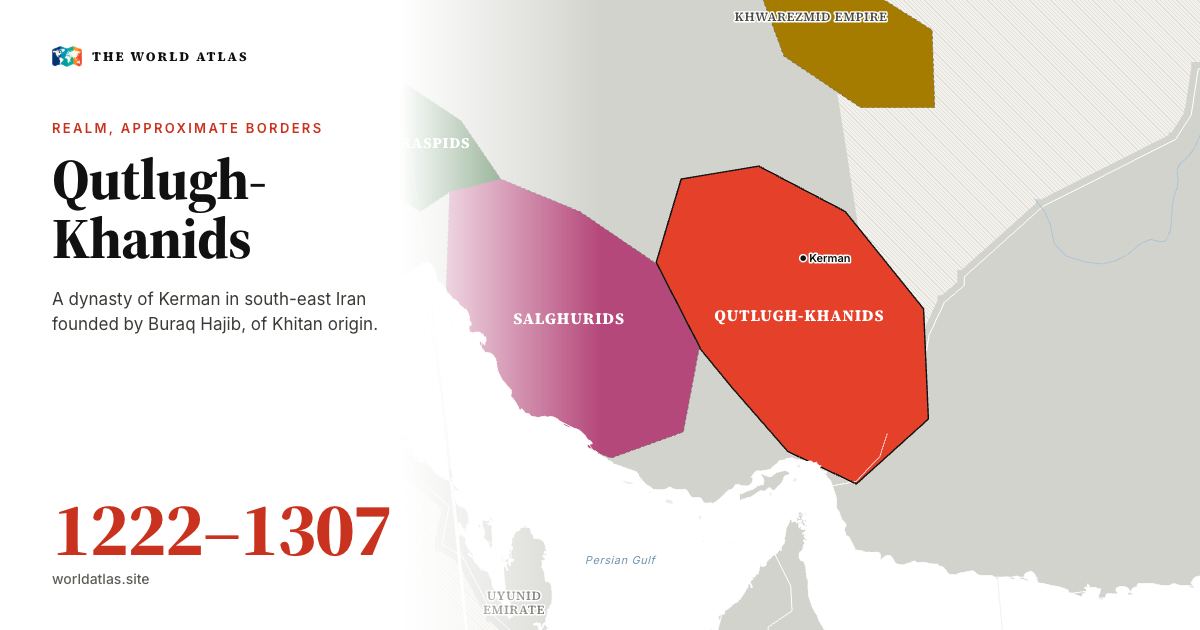 THE WORLD ATLAS
REALM, APPROXIMATE BORDERS
Qutlugh-
Khanids
A dynasty of Kerman in south-east Iran
founded by Buraq Hajib, of Khitan origin.
1222–1307
worldatlas.site
KHWAREZMID EMPIRE
Kerman
SALGHURIDS
QUTLUGH-KHANIDS
Persian Gulf
UYUNID
EMIRATE